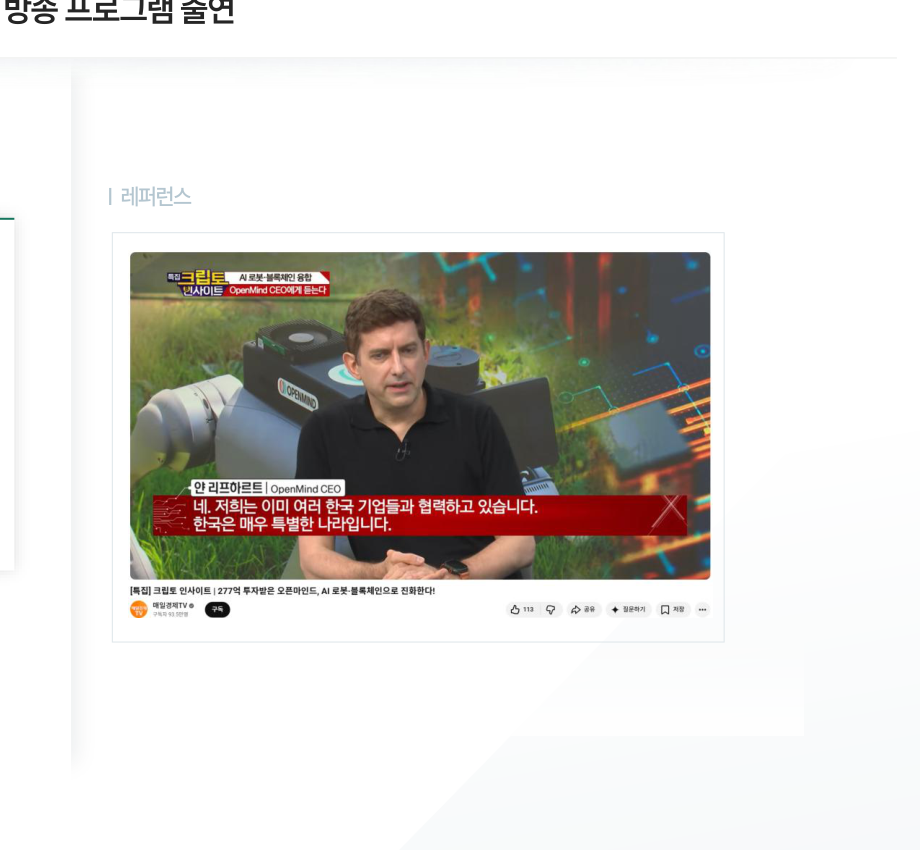 방송 프로그램 출연
| 레퍼런스
특집 크립토 인사이트
AI 로봇·블록체인 융합
OpenMind CEO에게 듣는다
OPENMIND
얀 리프하르트 | OpenMind CEO
네. 저희는 이미 여러 한국 기업들과 협력하고 있습니다.
한국은 매우 특별한 나라입니다.
[특집] 크립토 인사이트 | 277억 투자받은 오픈마인드, AI 로봇·블록체인으로 진화한다!
매일경제TV
구독
113
공유
질문하기
저장